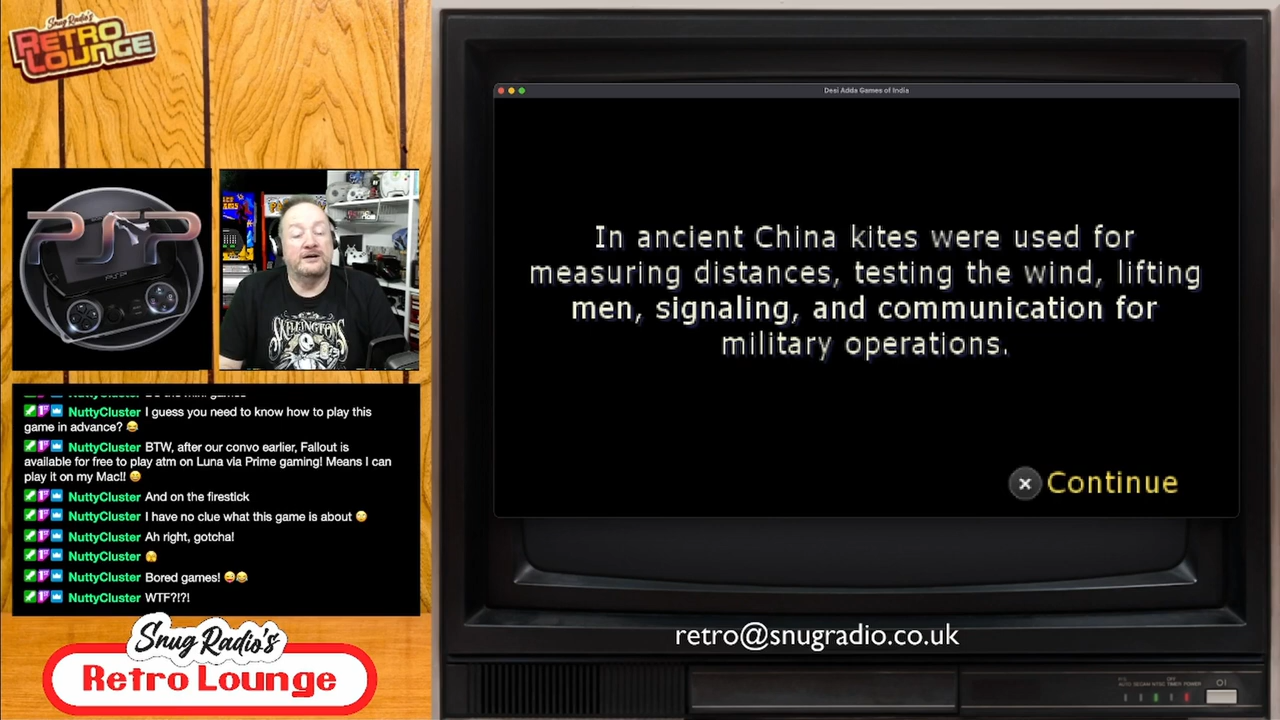 Snug Radio's
RETRO
LOUNGE
PSP
Desi Adda Games of India
In ancient China kites were used for
measuring distances, testing the wind, lifting
men, signaling, and communication for
military operations.
Continue
NuttyCluster I guess you need to know how to play this
game in advance? 😂
NuttyCluster BTW, after our convo earlier, Fallout is
available for free to play atm on Luna via Prime gaming! Means I can
play it on my Mac!!
NuttyCluster And on the firestick
NuttyCluster I have no clue what this game is about
NuttyCluster Ah right, gotcha!
NuttyCluster
NuttyCluster Bored games!
NuttyCluster WTF?!?!
Snug Radio's
Retro Lounge
retro@snugradio.co.uk